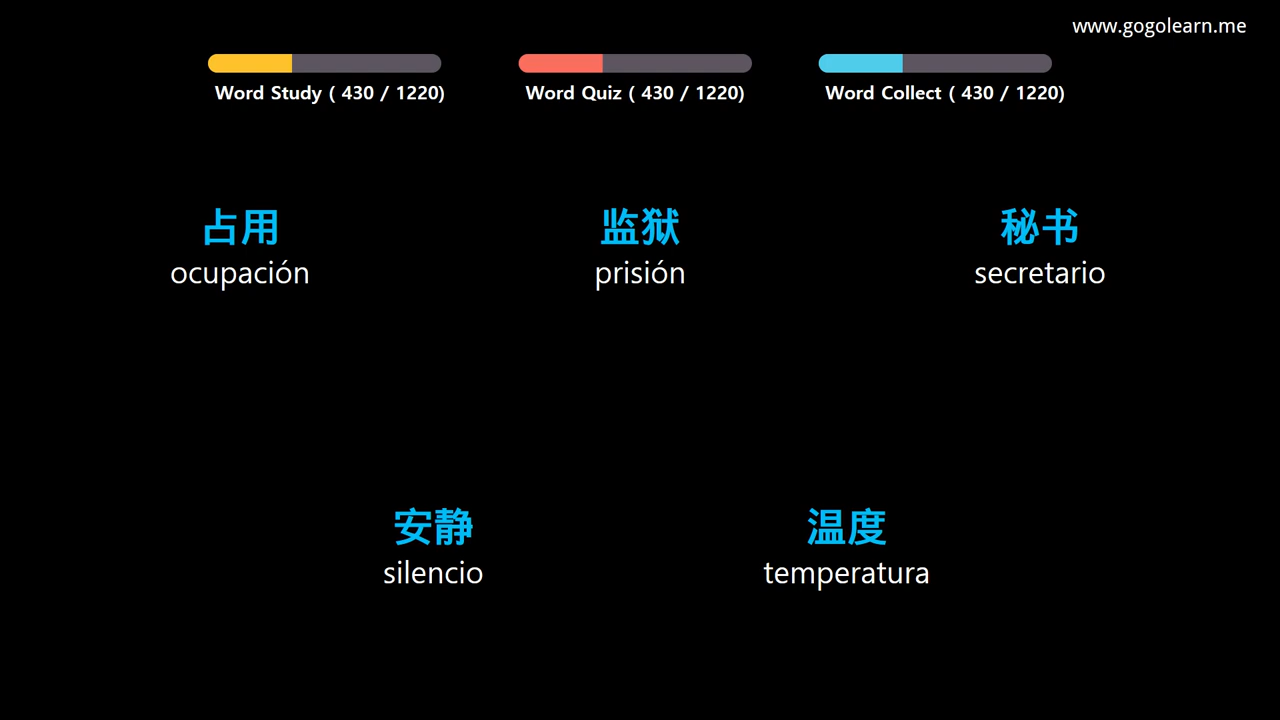 www.gogolearn.me
Word Study ( 430 / 1220)
Word Quiz ( 430 / 1220)
Word Collect ( 430 / 1220)
占用
ocupación
监狱
prisión
秘书
secretario
安静
silencio
温度
temperatura